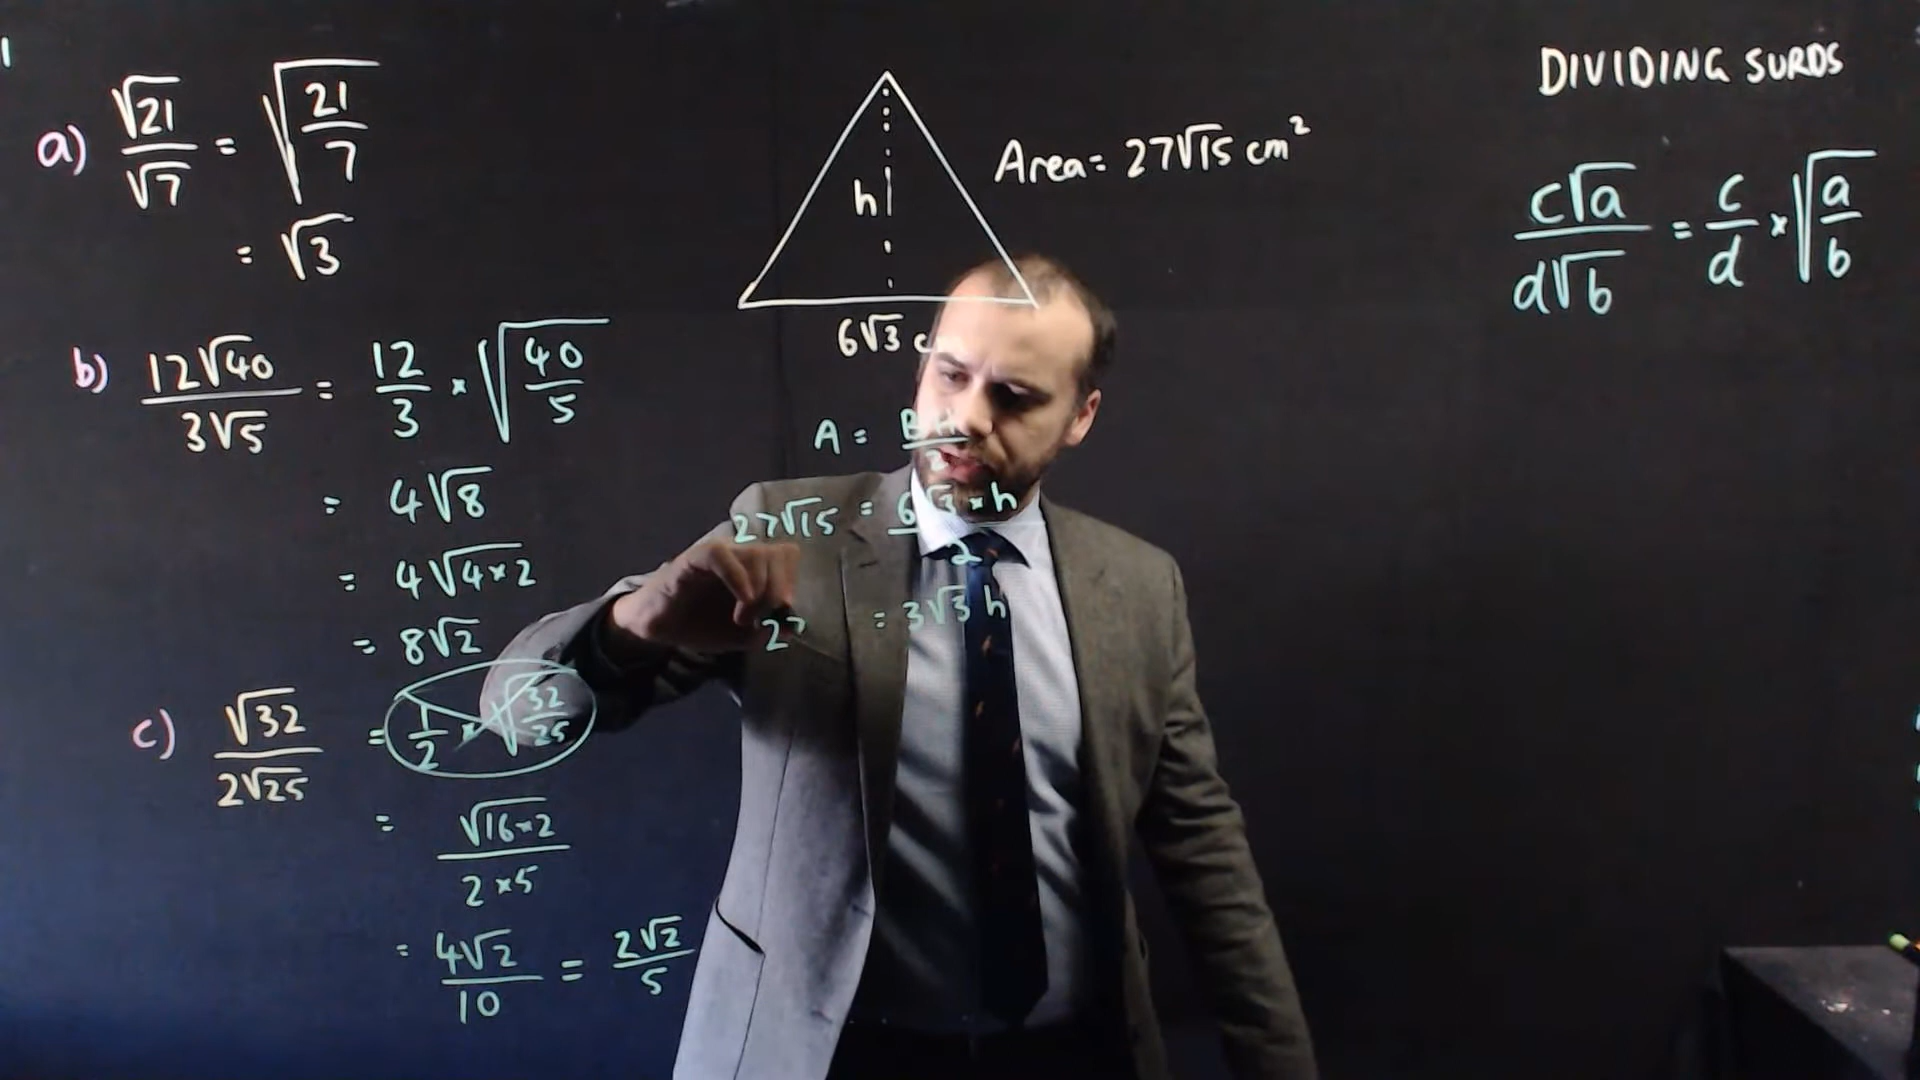 DIVIDING SURDS
c√a / d√b = c/d × √(a/b)
a) √21 / √7 = √(21/7)
= √3
b) 12√40 / 3√5 = 12/3 × √(40/5)
= 4√8
= 4√(4×2)
= 8√2
c) √32 / 2√25 = 1/2 × √(32/25)
= √(16×2) / 2×5
= 4√2 / 10 = 2√2 / 5
h
Area = 27√15 cm²
6√3
A =
27√15 = 6√3 × h / 2
27 = 3√3 h